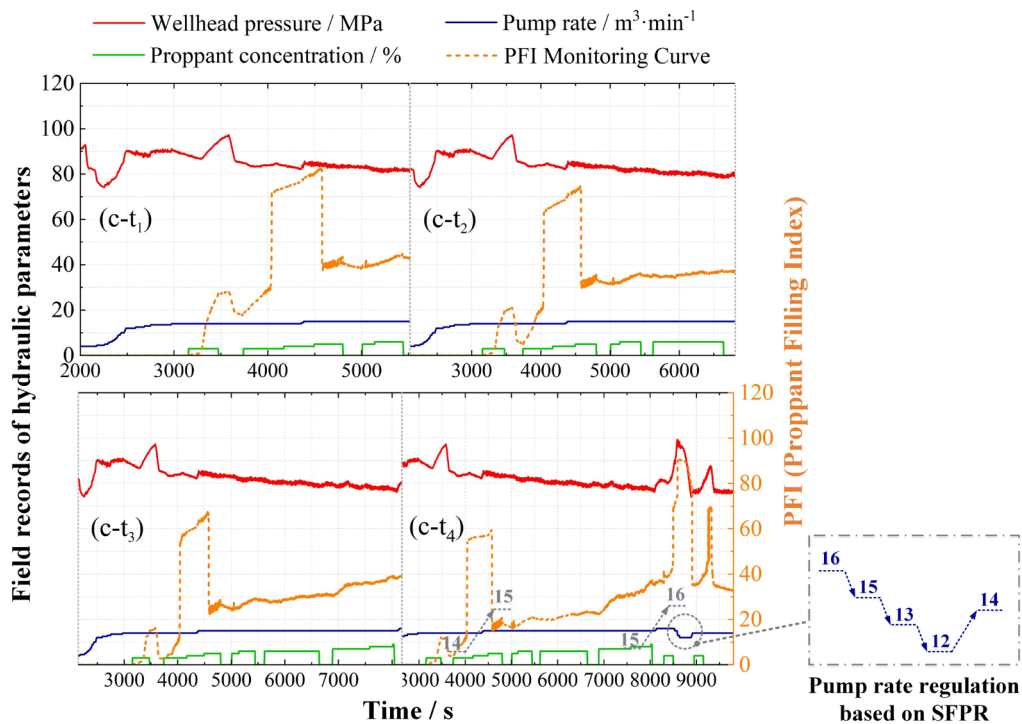 Wellhead pressure / MPa
Pump rate / m³·min⁻¹
Proppant concentration / %
PFI Monitoring Curve
Field records of hydraulic parameters
120
100
80
60
40
20
0
(c-t₁)
(c-t₂)
2000 3000 4000 5000
3000 4000 5000 6000
120
100
80
60
40
20
0
PFI (Proppant Filling Index)
(c-t₃)
(c-t₄)
14
15
15
16
3000 4000 5000 6000 7000 8000
3000 4000 5000 6000 7000 8000 9000
Time / s
16
15
13
12
14
Pump rate regulation
based on SFPR